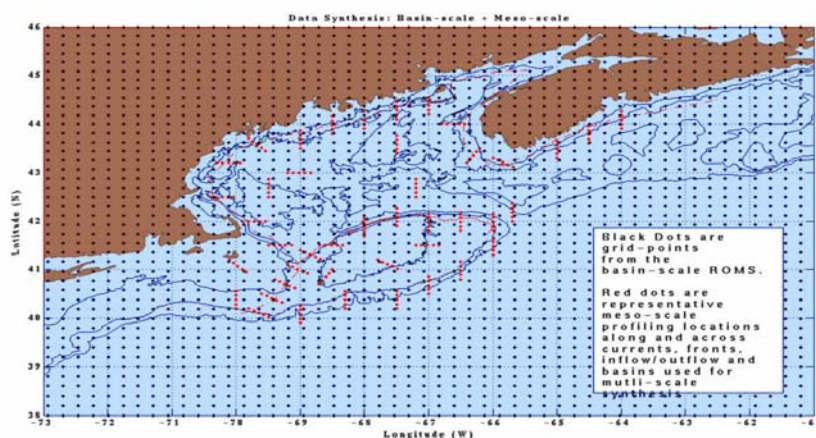 Data Synthesis: Basin-scale + Meso-scale
46
45
44
43
42
41
40
39
38
Latitude (N)
Black Dots are
grid-points
from the
basin-scale ROMS.
Red dots are
representative
meso-scale
profiling locations
along and across
currents, fronts,
inflow/outflow and
basins used for
mutli-scale
synthesis
-73 -72 -71 -70 -69 -68 -67 -66 -65 -64 -63 -62 -6
Longitude (W)